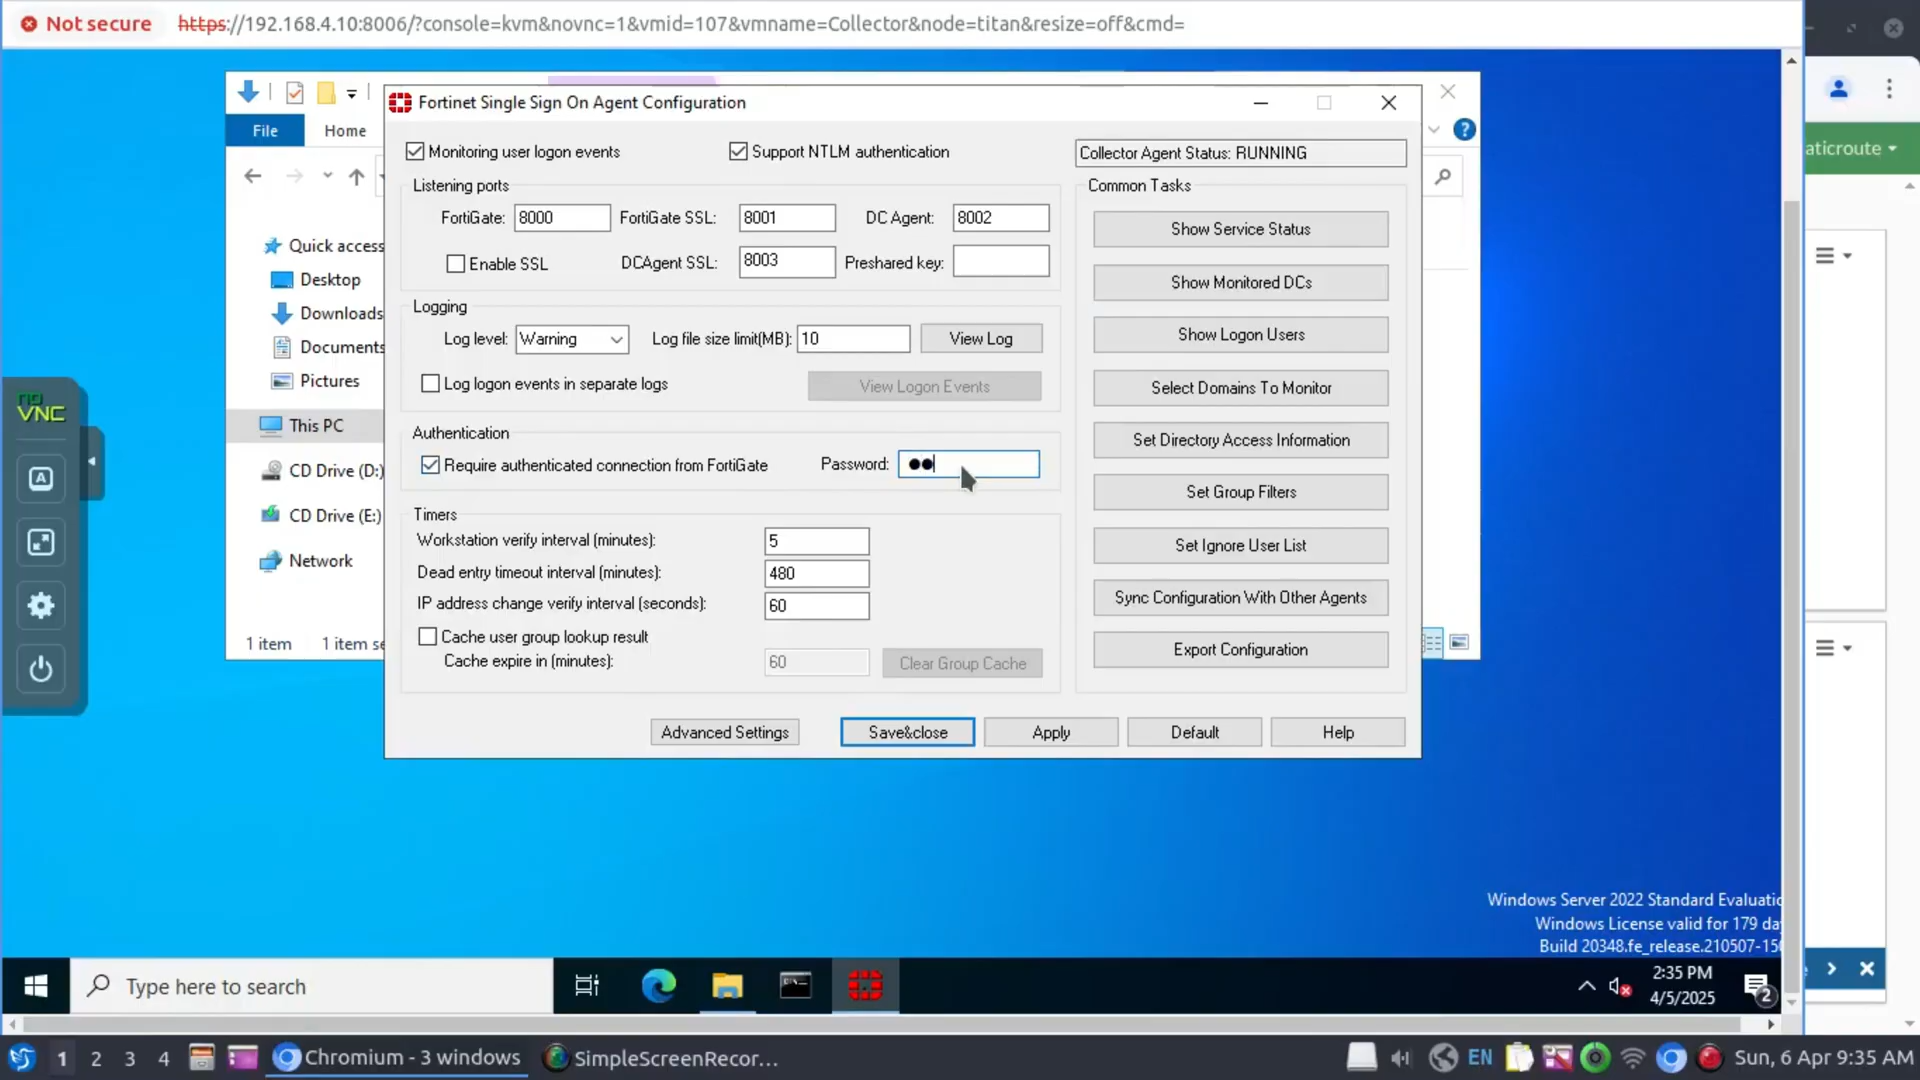 Not secure https://192.168.4.10:8006/?console=kvm&novnc=1&vmid=107&vmname=Collector&node=titan&resize=off&cmd=
File Home
Quick access
Desktop
Downloads
Documents
Pictures
This PC
CD Drive (D:)
CD Drive (E:)
Network
1 item 1 item se
Fortinet Single Sign On Agent Configuration
Monitoring user logon events Support NTLM authentication Collector Agent Status: RUNNING
Listening ports
FortiGate: 8000 FortiGate SSL: 8001 DC Agent: 8002
Enable SSL DCAgent SSL: 8003 Preshared key:
Logging
Log level: Warning Log file size limit(MB): 10 View Log
Log logon events in separate logs View Logon Events
Authentication
Require authenticated connection from FortiGate Password: ●●
Timers
Workstation verify interval (minutes): 5
Dead entry timeout interval (minutes): 480
IP address change verify interval (seconds): 60
Cache user group lookup result
Cache expire in (minutes): 60 Clear Group Cache
Common Tasks
Show Service Status
Show Monitored DCs
Show Logon Users
Select Domains To Monitor
Set Directory Access Information
Set Group Filters
Set Ignore User List
Sync Configuration With Other Agents
Export Configuration
Advanced Settings Save&close Apply Default Help
aticroute
noVNC
A
Windows Server 2022 Standard Evaluatio
Windows License valid for 179 da
Build 20348.fe_release.210507-150
Type here to search
2:35 PM
4/5/2025
2
1 2 3 4 Chromium - 3 windows SimpleScreenRecor... EN Sun, 6 Apr 9:35 AM